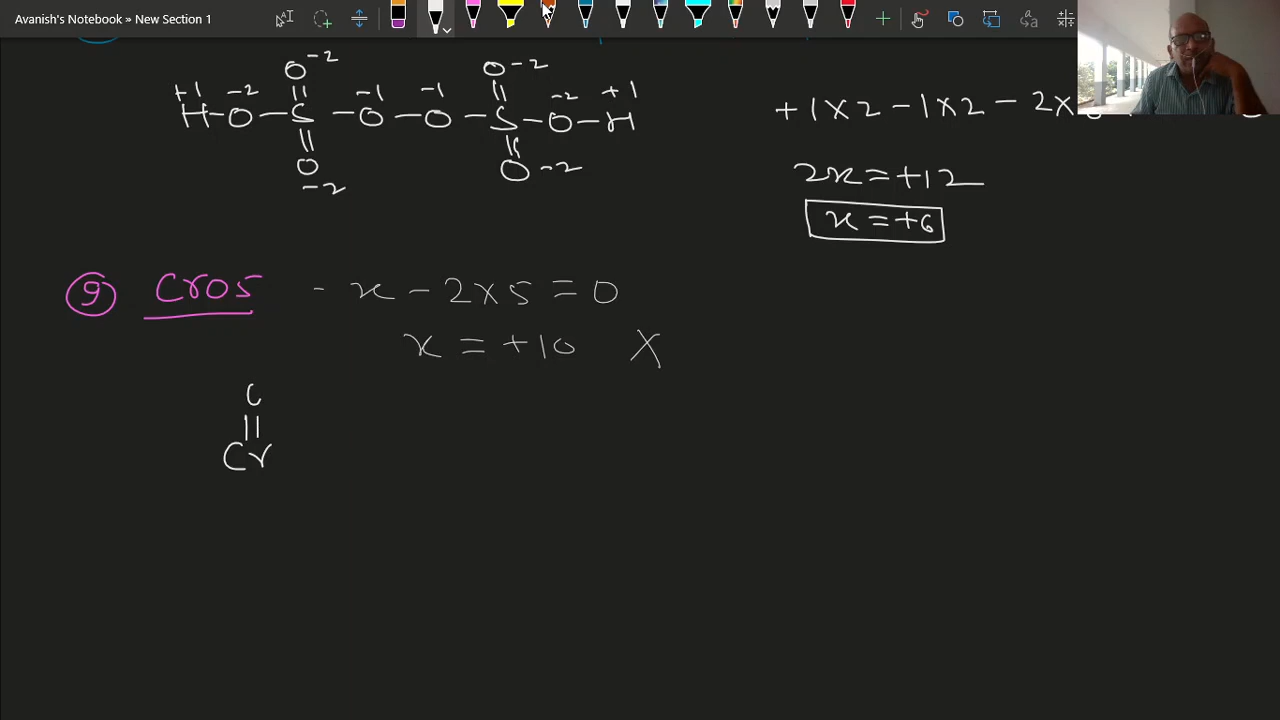 Avanish's Notebook » New Section 1
O -2 O -2
+1 -2 -1 -1 -2 +1
H-O-S-O-O-S-O-H
O O -2
-2
+1×2 -1×2 -2×
2x = +12
x = +6
9 CrO5 - x - 2×5 = 0
x = +10 X
Cr